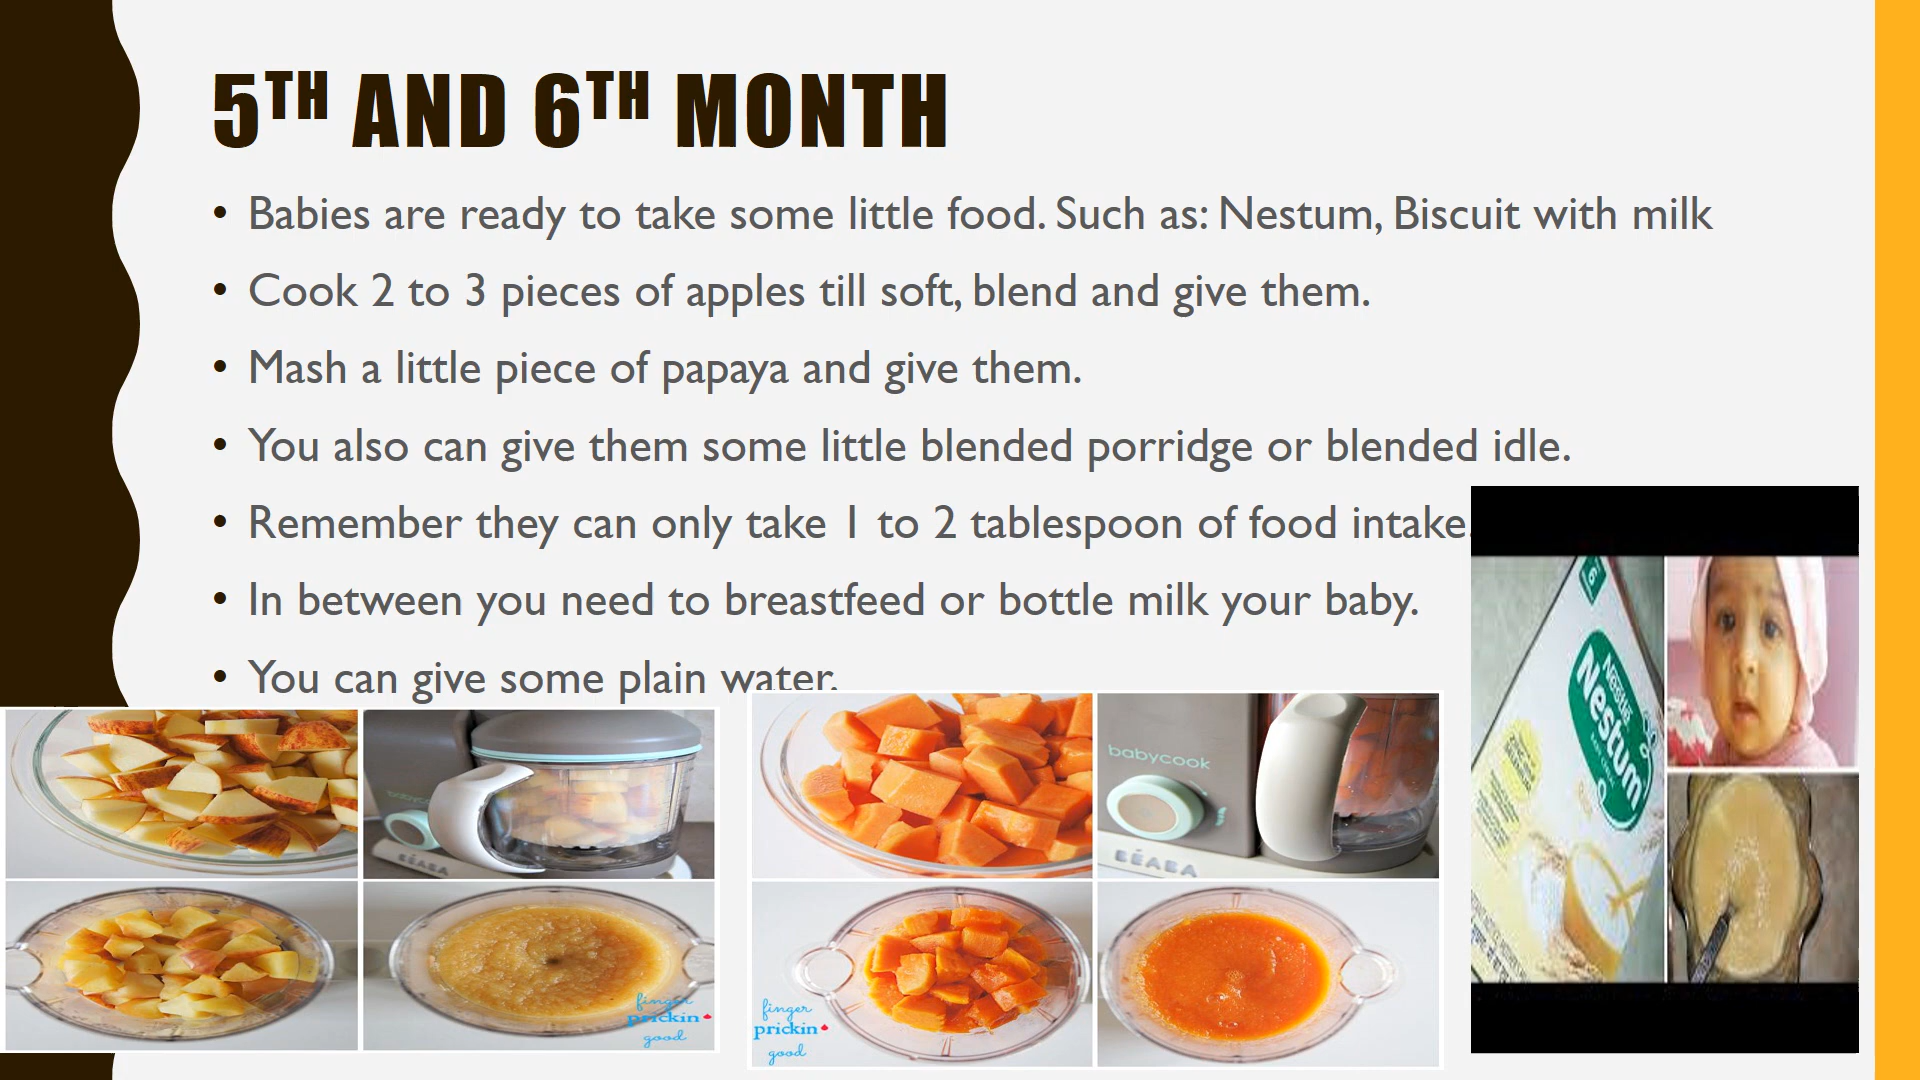 5TH AND 6TH MONTH
• Babies are ready to take some little food. Such as: Nestum, Biscuit with milk
• Cook 2 to 3 pieces of apples till soft, blend and give them.
• Mash a little piece of papaya and give them.
• You also can give them some little blended porridge or blended idle.
• Remember they can only take 1 to 2 tablespoon of food intake.
• In between you need to breastfeed or bottle milk your baby.
• You can give some plain water.
babycook
BÉABA
finger
prickin
good
babycook
BÉABA
finger
prickin
good
6
Nestlé
Nestum